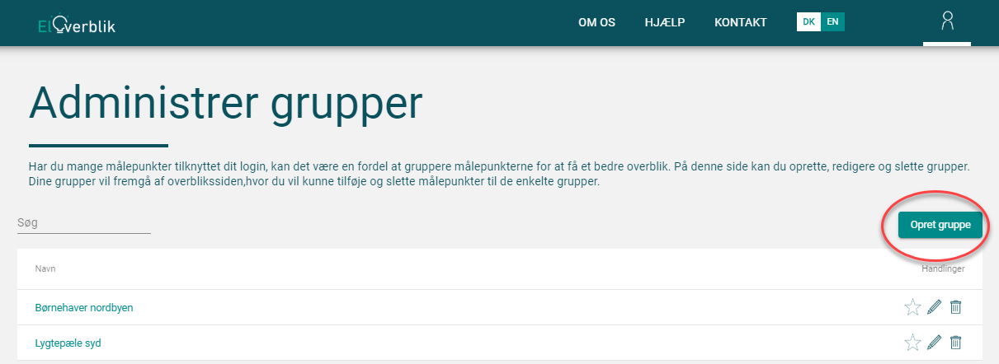 ElOverblik
OM OS
HJÆLP
KONTAKT
DK
EN
Administrer grupper
Har du mange målepunkter tilknyttet dit login, kan det være en fordel at gruppere målepunkterne for at få et bedre overblik. På denne side kan du oprette, redigere og slette grupper.
Dine grupper vil fremgå af overblikssiden,hvor du vil kunne tilføje og slette målepunkter til de enkelte grupper.
Søg
Opret gruppe
Navn
Handlinger
Børnehaver nordbyen
Lygtepæle syd